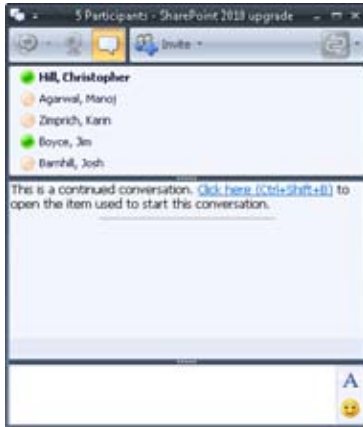 5 Participants - SharePoint 2010 upgrade
Invite
Hill, Christopher
Agarwal, Manoj
Zimprich, Karin
Boyce, Jim
Barnhill, Josh
This is a continued conversation. Click here (Ctrl+Shift+B) to
open the item used to start this conversation.
A